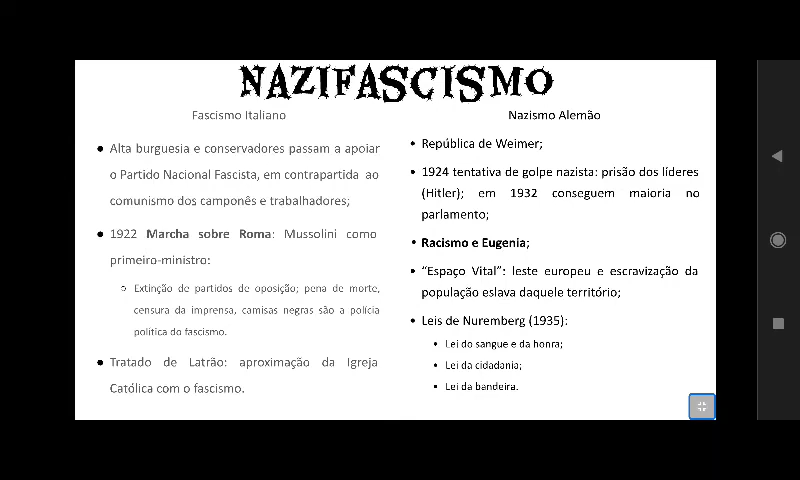 NAZIFASCISMO
Fascismo Italiano
● Alta burguesia e conservadores passam a apoiar
o Partido Nacional Fascista, em contrapartida ao
comunismo dos camponês e trabalhadores;
● 1922 Marcha sobre Roma: Mussolini como
primeiro-ministro:
○ Extinção de partidos de oposição; pena de morte,
censura da imprensa, camisas negras são a polícia
política do fascismo.
● Tratado de Latrão: aproximação da Igreja
Católica com o fascismo.
Nazismo Alemão
• República de Weimer;
• 1924 tentativa de golpe nazista: prisão dos líderes
(Hitler); em 1932 conseguem maioria no
parlamento;
• Racismo e Eugenia;
• “Espaço Vital”: leste europeu e escravização da
população eslava daquele território;
• Leis de Nuremberg (1935):
• Lei do sangue e da honra;
• Lei da cidadania;
• Lei da bandeira.